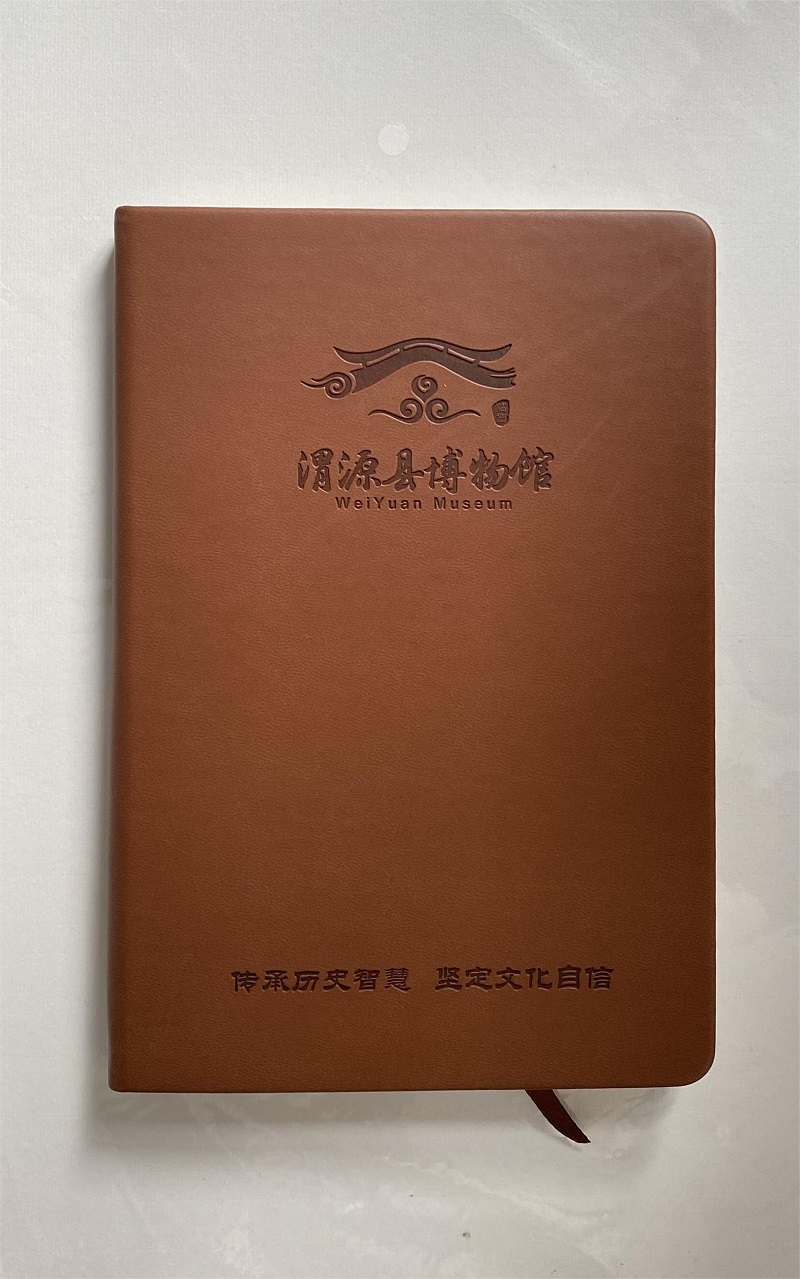 渭源县博物馆
WeiYuan Museum
传承历史智慧 坚定文化自信